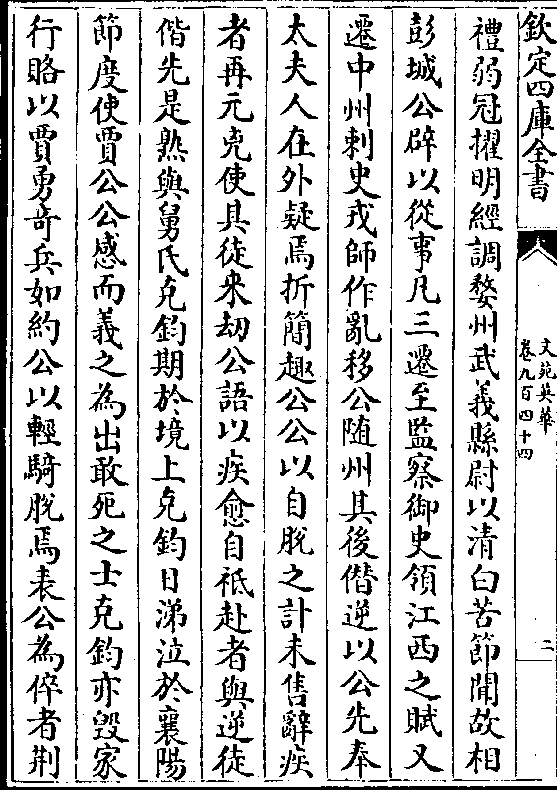 欽定四庫全書
文苑英華
卷九百四十四
二
禮弱冠擢明經調婺州武義縣尉以清白苦節聞故相
彭城公辟以從事凡三遷至監察御史領江西之賦又
遷中州刺史戎師作亂移公隨州其後僭逆以公先奉
太夫人在外疑焉折簡趣公公以自脫之計未售辭疾
者再元兇使其徒來劫公語以疾愈自袛赴者與逆徒
偕先是熟與舅氏克鈞期於境上克鈞日涕泣於襄陽
節度使賈公公感而義之為出敢死之士克鈞亦毁家
行賂以賈勇奇兵如約公以輕騎脫焉表公為倅者荆